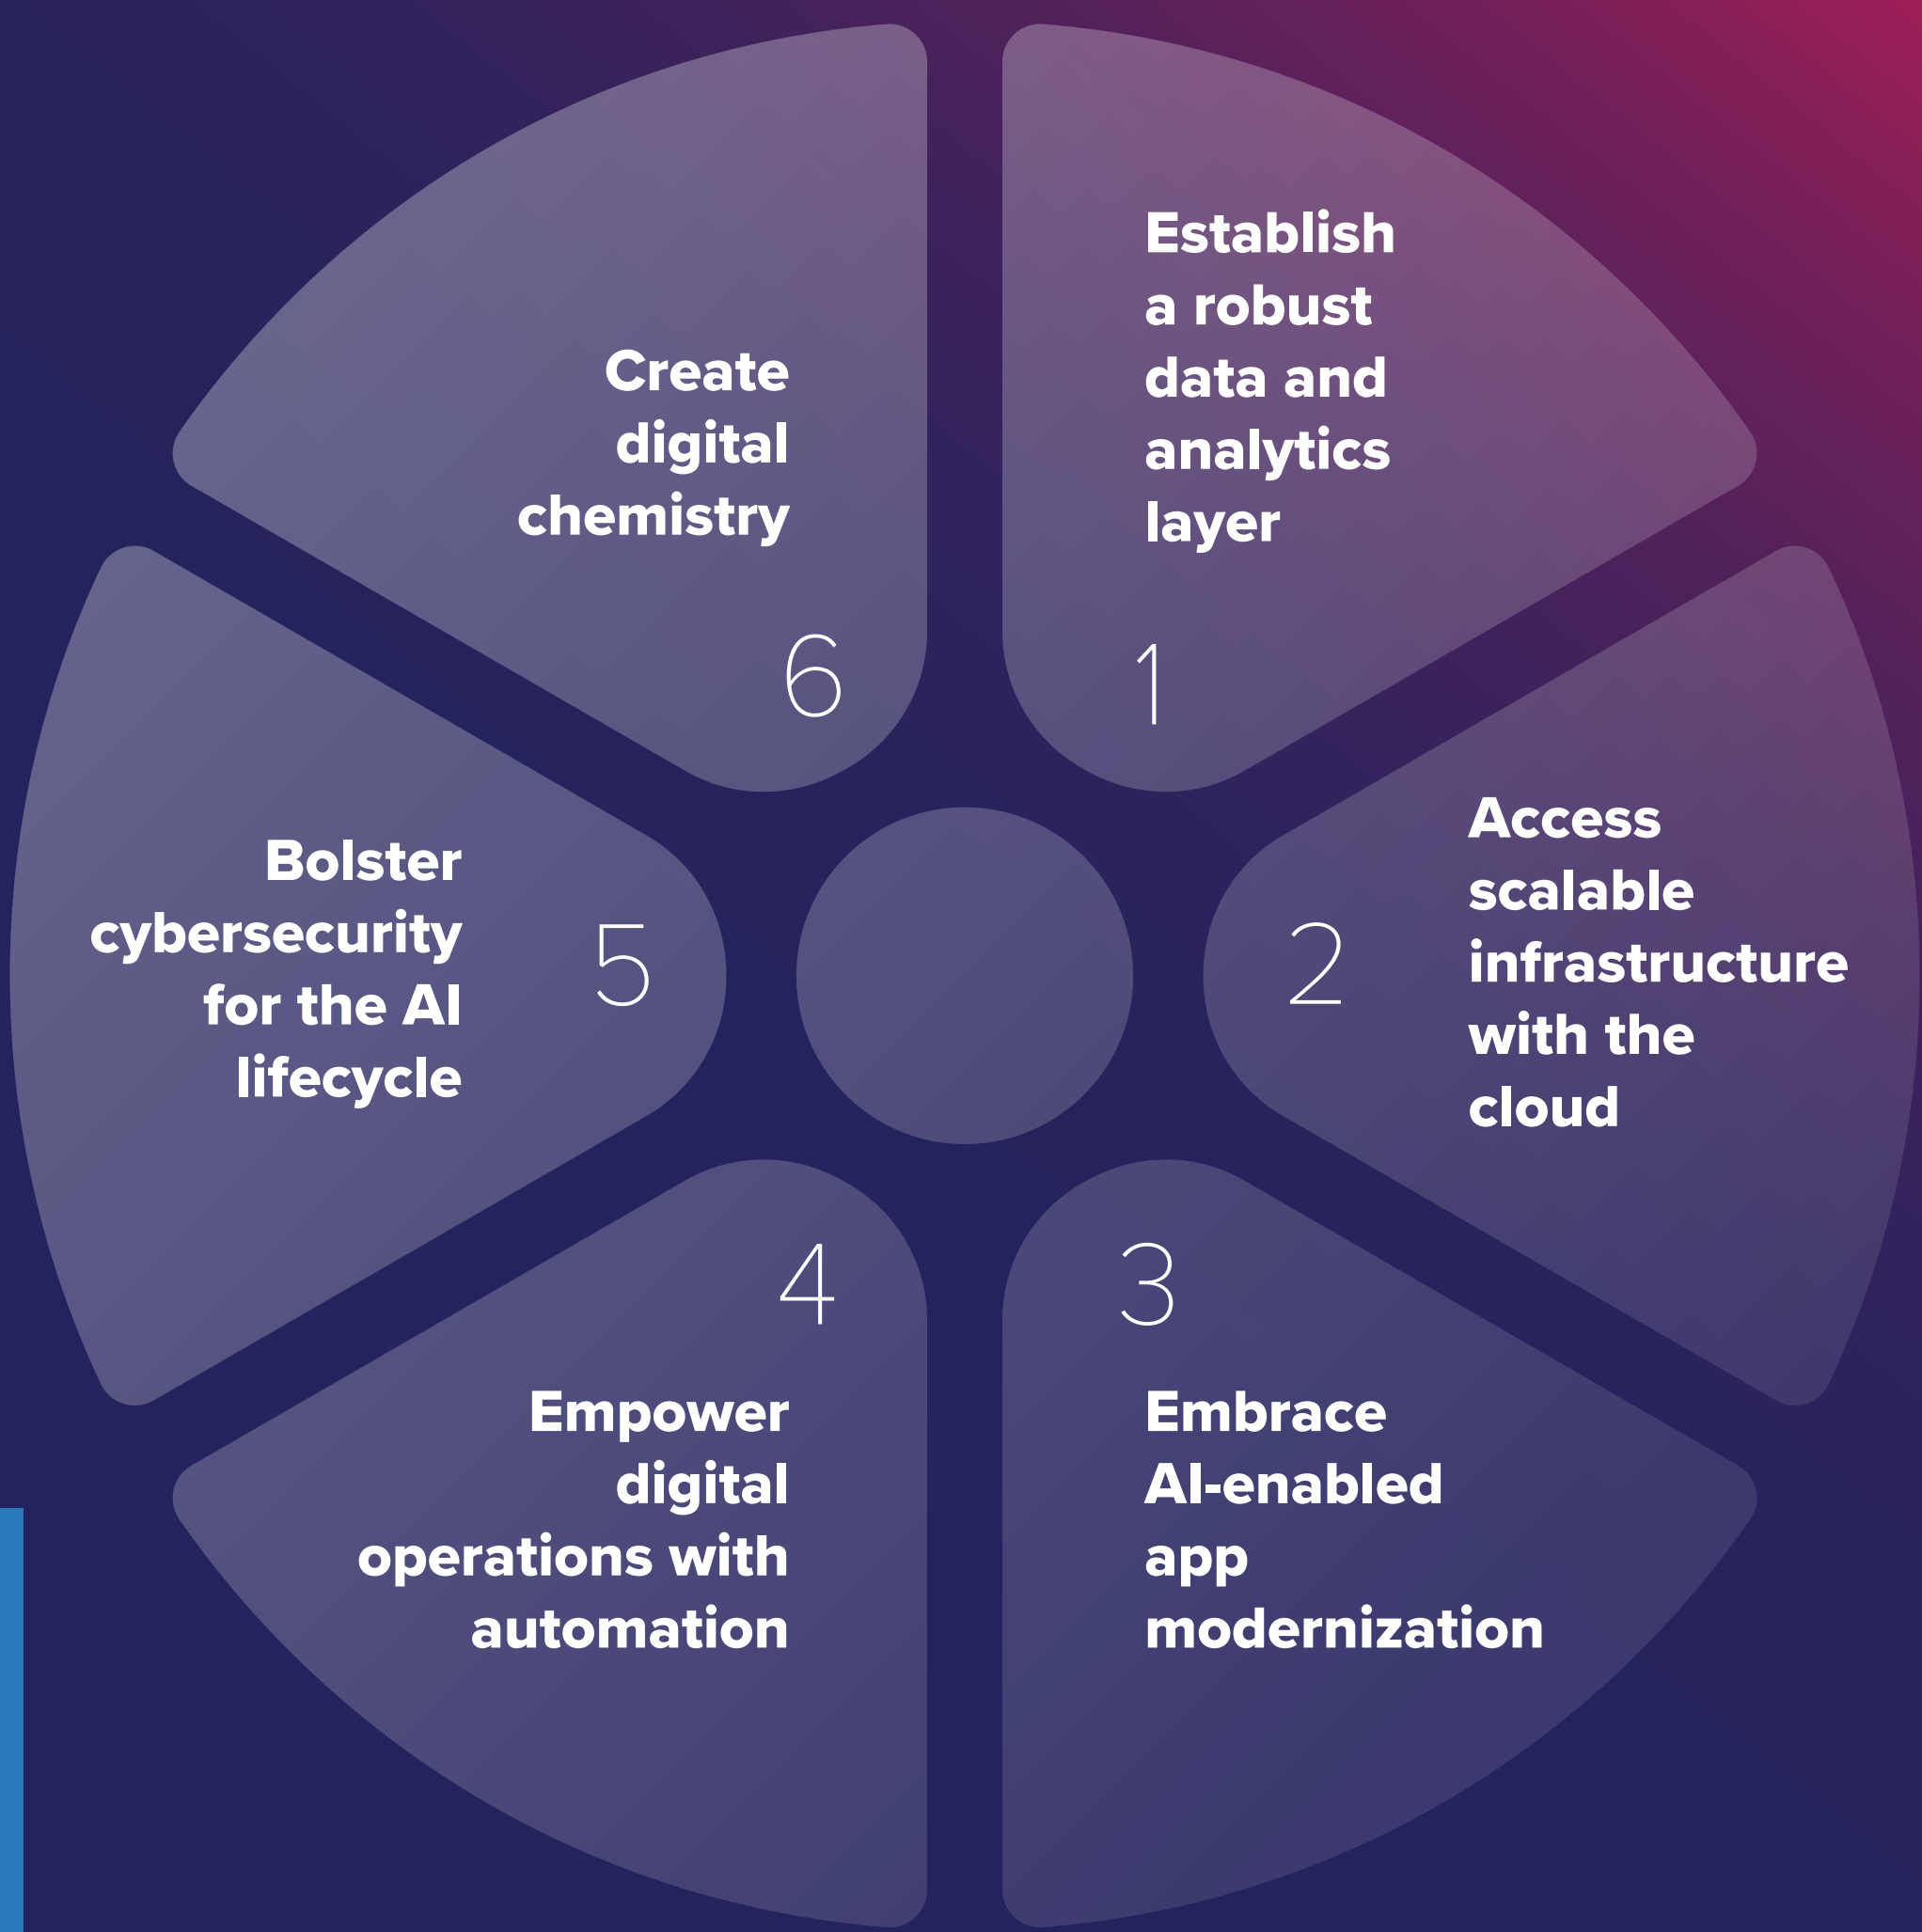 Establish
a robust
data and
analytics
layer
1
Access
scalable
infrastructure
with the
cloud
2
3
Embrace
AI-enabled
app
modernization
4
Empower
digital
operations with
automation
Bolster
cybersecurity
for the AI
lifecycle
5
Create
digital
chemistry
6